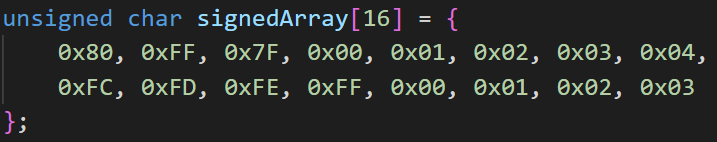 unsigned char signedArray[16] = {
    0x80, 0xFF, 0x7F, 0x00, 0x01, 0x02, 0x03, 0x04,
    0xFC, 0xFD, 0xFE, 0xFF, 0x00, 0x01, 0x02, 0x03
};